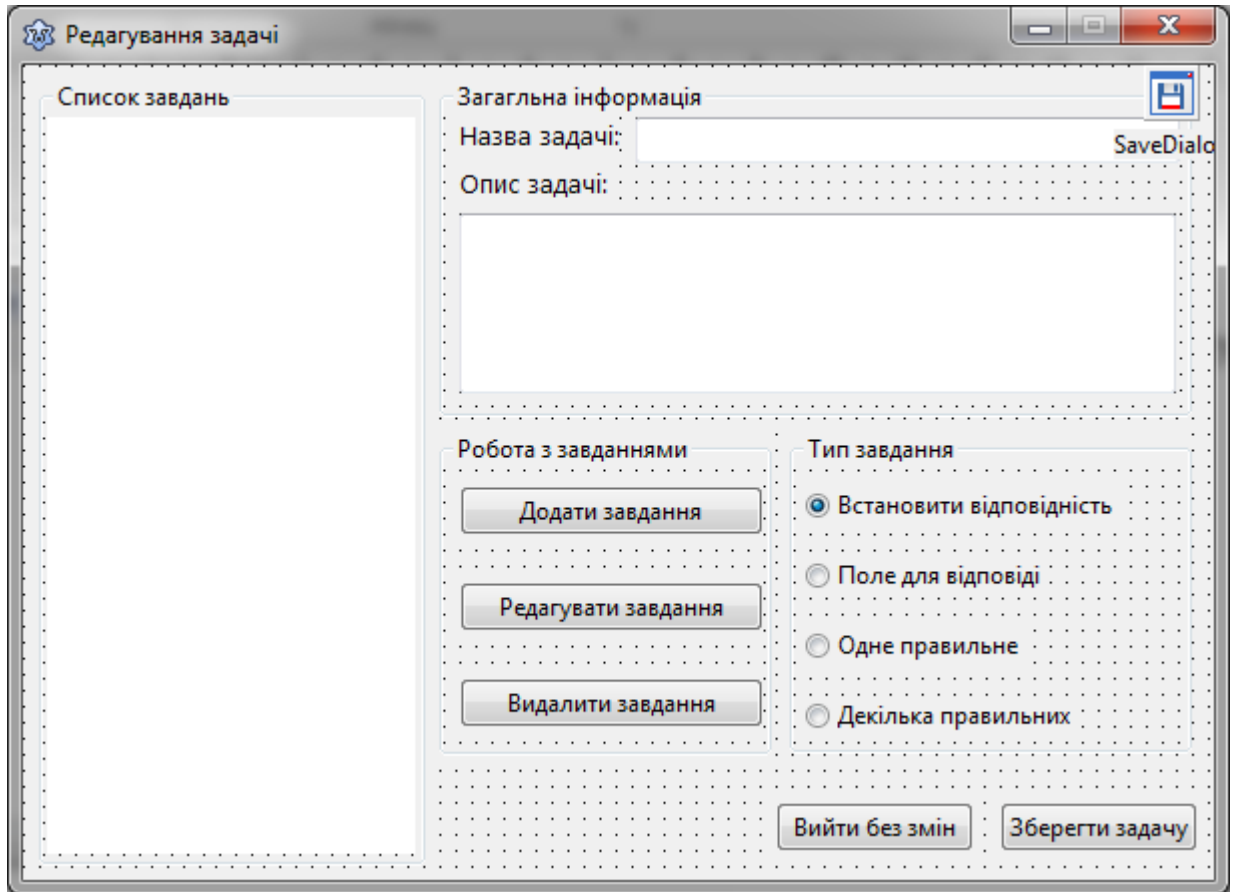 Редагування задачі
Список завдань
Загагльна інформація
Назва задачі:
SaveDialo
Опис задачі:
Робота з завданнями
Тип завдання
Додати завдання
Встановити відповідність
Поле для відповіді
Редагувати завдання
Одне правильне
Видалити завдання
Декілька правильних
Вийти без змін
Зберегти задачу